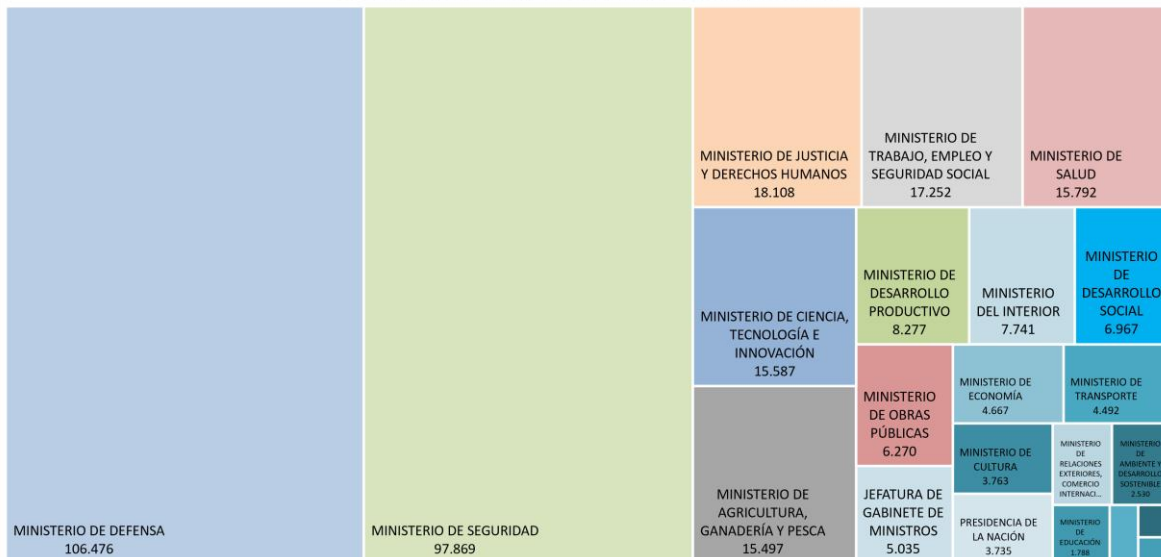 MINISTERIO DE DEFENSA
106.476
MINISTERIO DE SEGURIDAD
97.869
MINISTERIO DE JUSTICIA
Y DERECHOS HUMANOS
18.108
MINISTERIO DE
TRABAJO, EMPLEO Y
SEGURIDAD SOCIAL
17.252
MINISTERIO DE
SALUD
15.792
MINISTERIO DE CIENCIA,
TECNOLOGÍA E
INNOVACIÓN
15.587
MINISTERIO DE
AGRICULTURA,
GANADERÍA Y PESCA
15.497
MINISTERIO DE
DESARROLLO
PRODUCTIVO
8.277
MINISTERIO
DEL INTERIOR
7.741
MINISTERIO
DE
DESARROLLO
SOCIAL
6.967
MINISTERIO
DE OBRAS
PÚBLICAS
6.270
JEFATURA DE
GABINETE DE
MINISTROS
5.035
MINISTERIO DE
ECONOMÍA
4.667
MINISTERIO DE
TRANSPORTE
4.492
MINISTERIO DE
CULTURA
3.763
PRESIDENCIA DE
LA NACIÓN
3.735
MINISTERIO
DE
RELACIONES
EXTERIORES,
COMERCIO
INTERNACI...
MINISTERIO
DE
AMBIENTE Y
DESARROLLO
SOSTENIBLE
2.530
MINISTERIO
DE
EDUCACIÓN
1.788